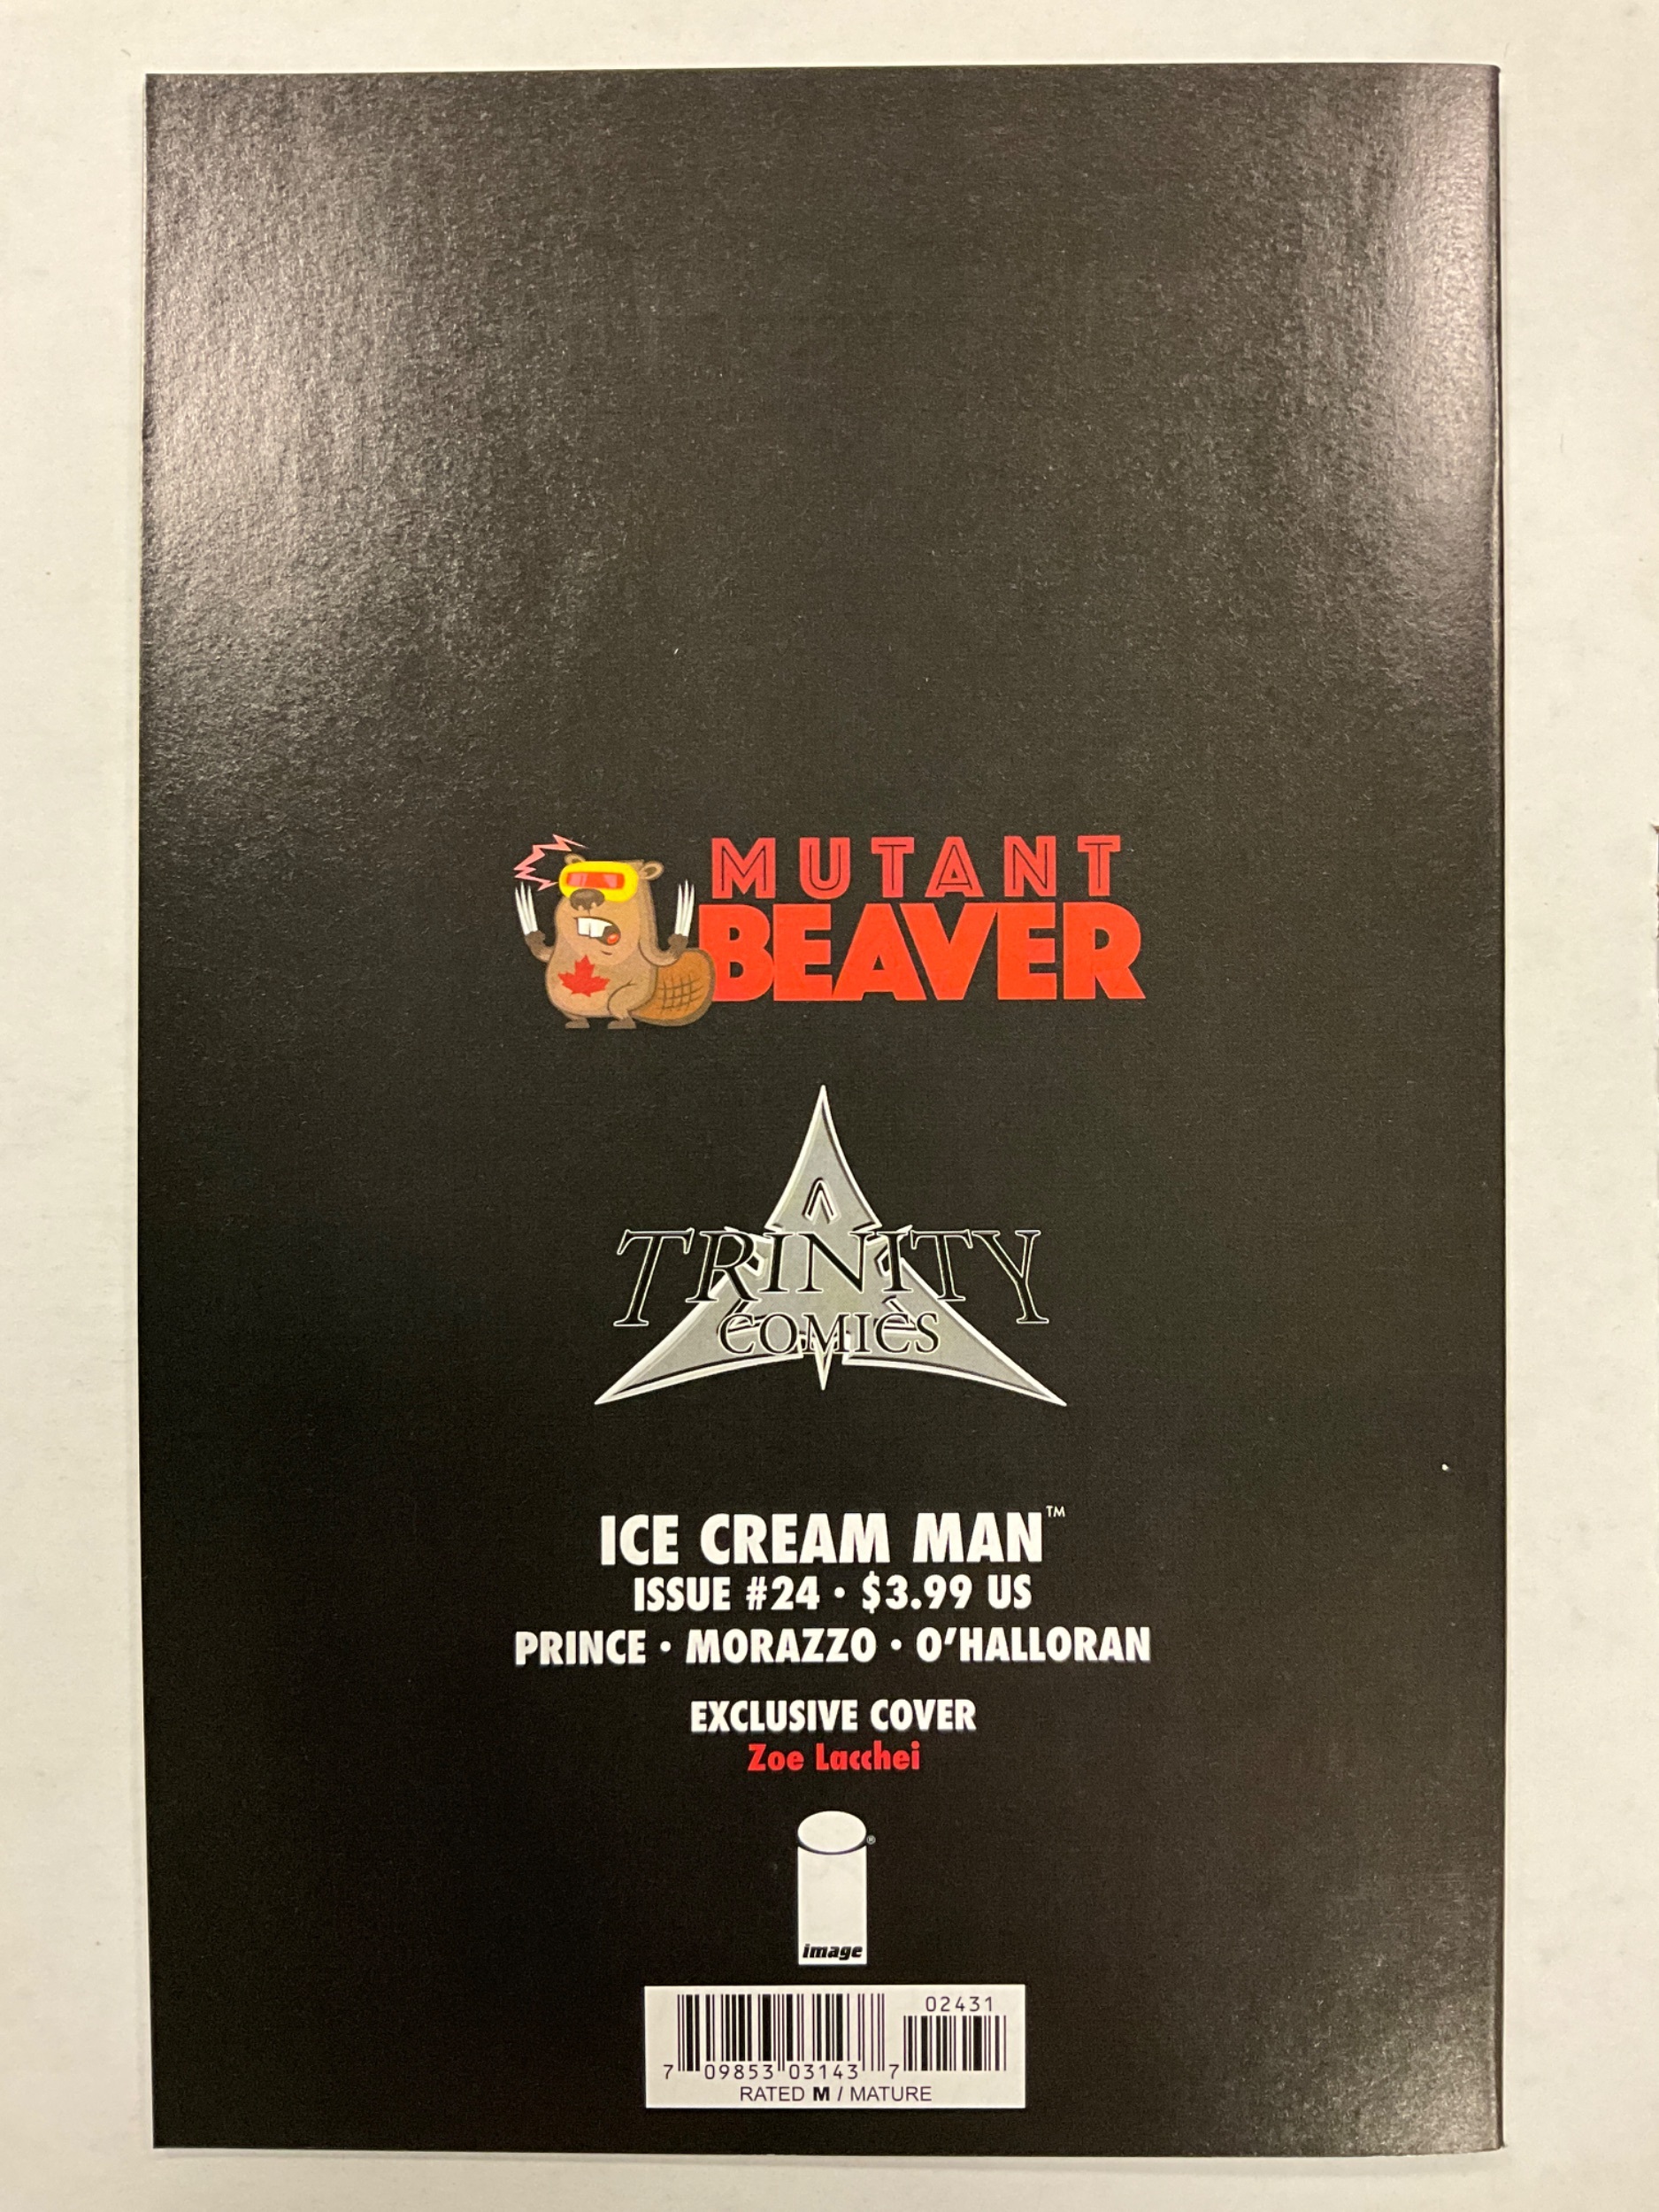 MUTANT
BEAVER
TRINITY
COMICS
ICE CREAM MAN™
ISSUE #24 • $3.99 US
PRINCE • MORAZZO • O'HALLORAN
EXCLUSIVE COVER
Zoe Lacchei
®
image
02431
7 09853 03143 7
RATED M / MATURE